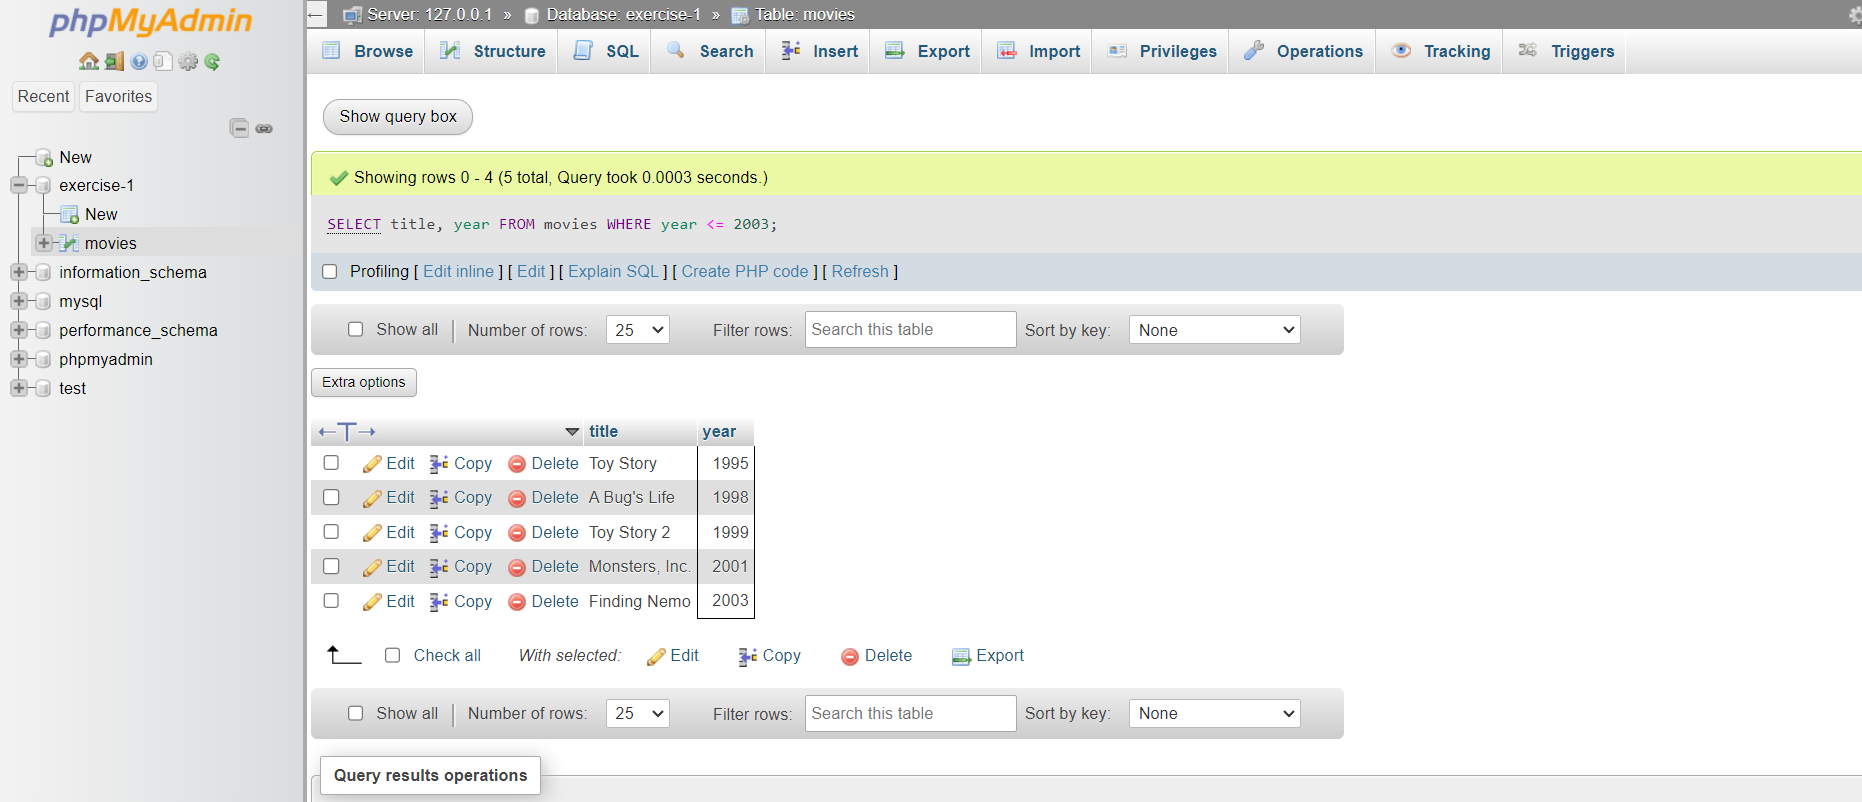 phpMyAdmin
Recent Favorites
New
exercise-1
New
movies
information_schema
mysql
performance_schema
phpmyadmin
test
Server: 127.0.0.1 » Database: exercise-1 » Table: movies
Browse Structure SQL Search Insert Export Import Privileges Operations Tracking Triggers
Show query box
Showing rows 0 - 4 (5 total, Query took 0.0003 seconds.)
SELECT title, year FROM movies WHERE year <= 2003;
Profiling [ Edit inline ] [ Edit ] [ Explain SQL ] [ Create PHP code ] [ Refresh ]
Show all Number of rows: 25 Filter rows: Search this table Sort by key: None
Extra options
title year
Edit Copy Delete Toy Story 1995
Edit Copy Delete A Bug's Life 1998
Edit Copy Delete Toy Story 2 1999
Edit Copy Delete Monsters, Inc. 2001
Edit Copy Delete Finding Nemo 2003
Check all With selected: Edit Copy Delete Export
Show all Number of rows: 25 Filter rows: Search this table Sort by key: None
Query results operations